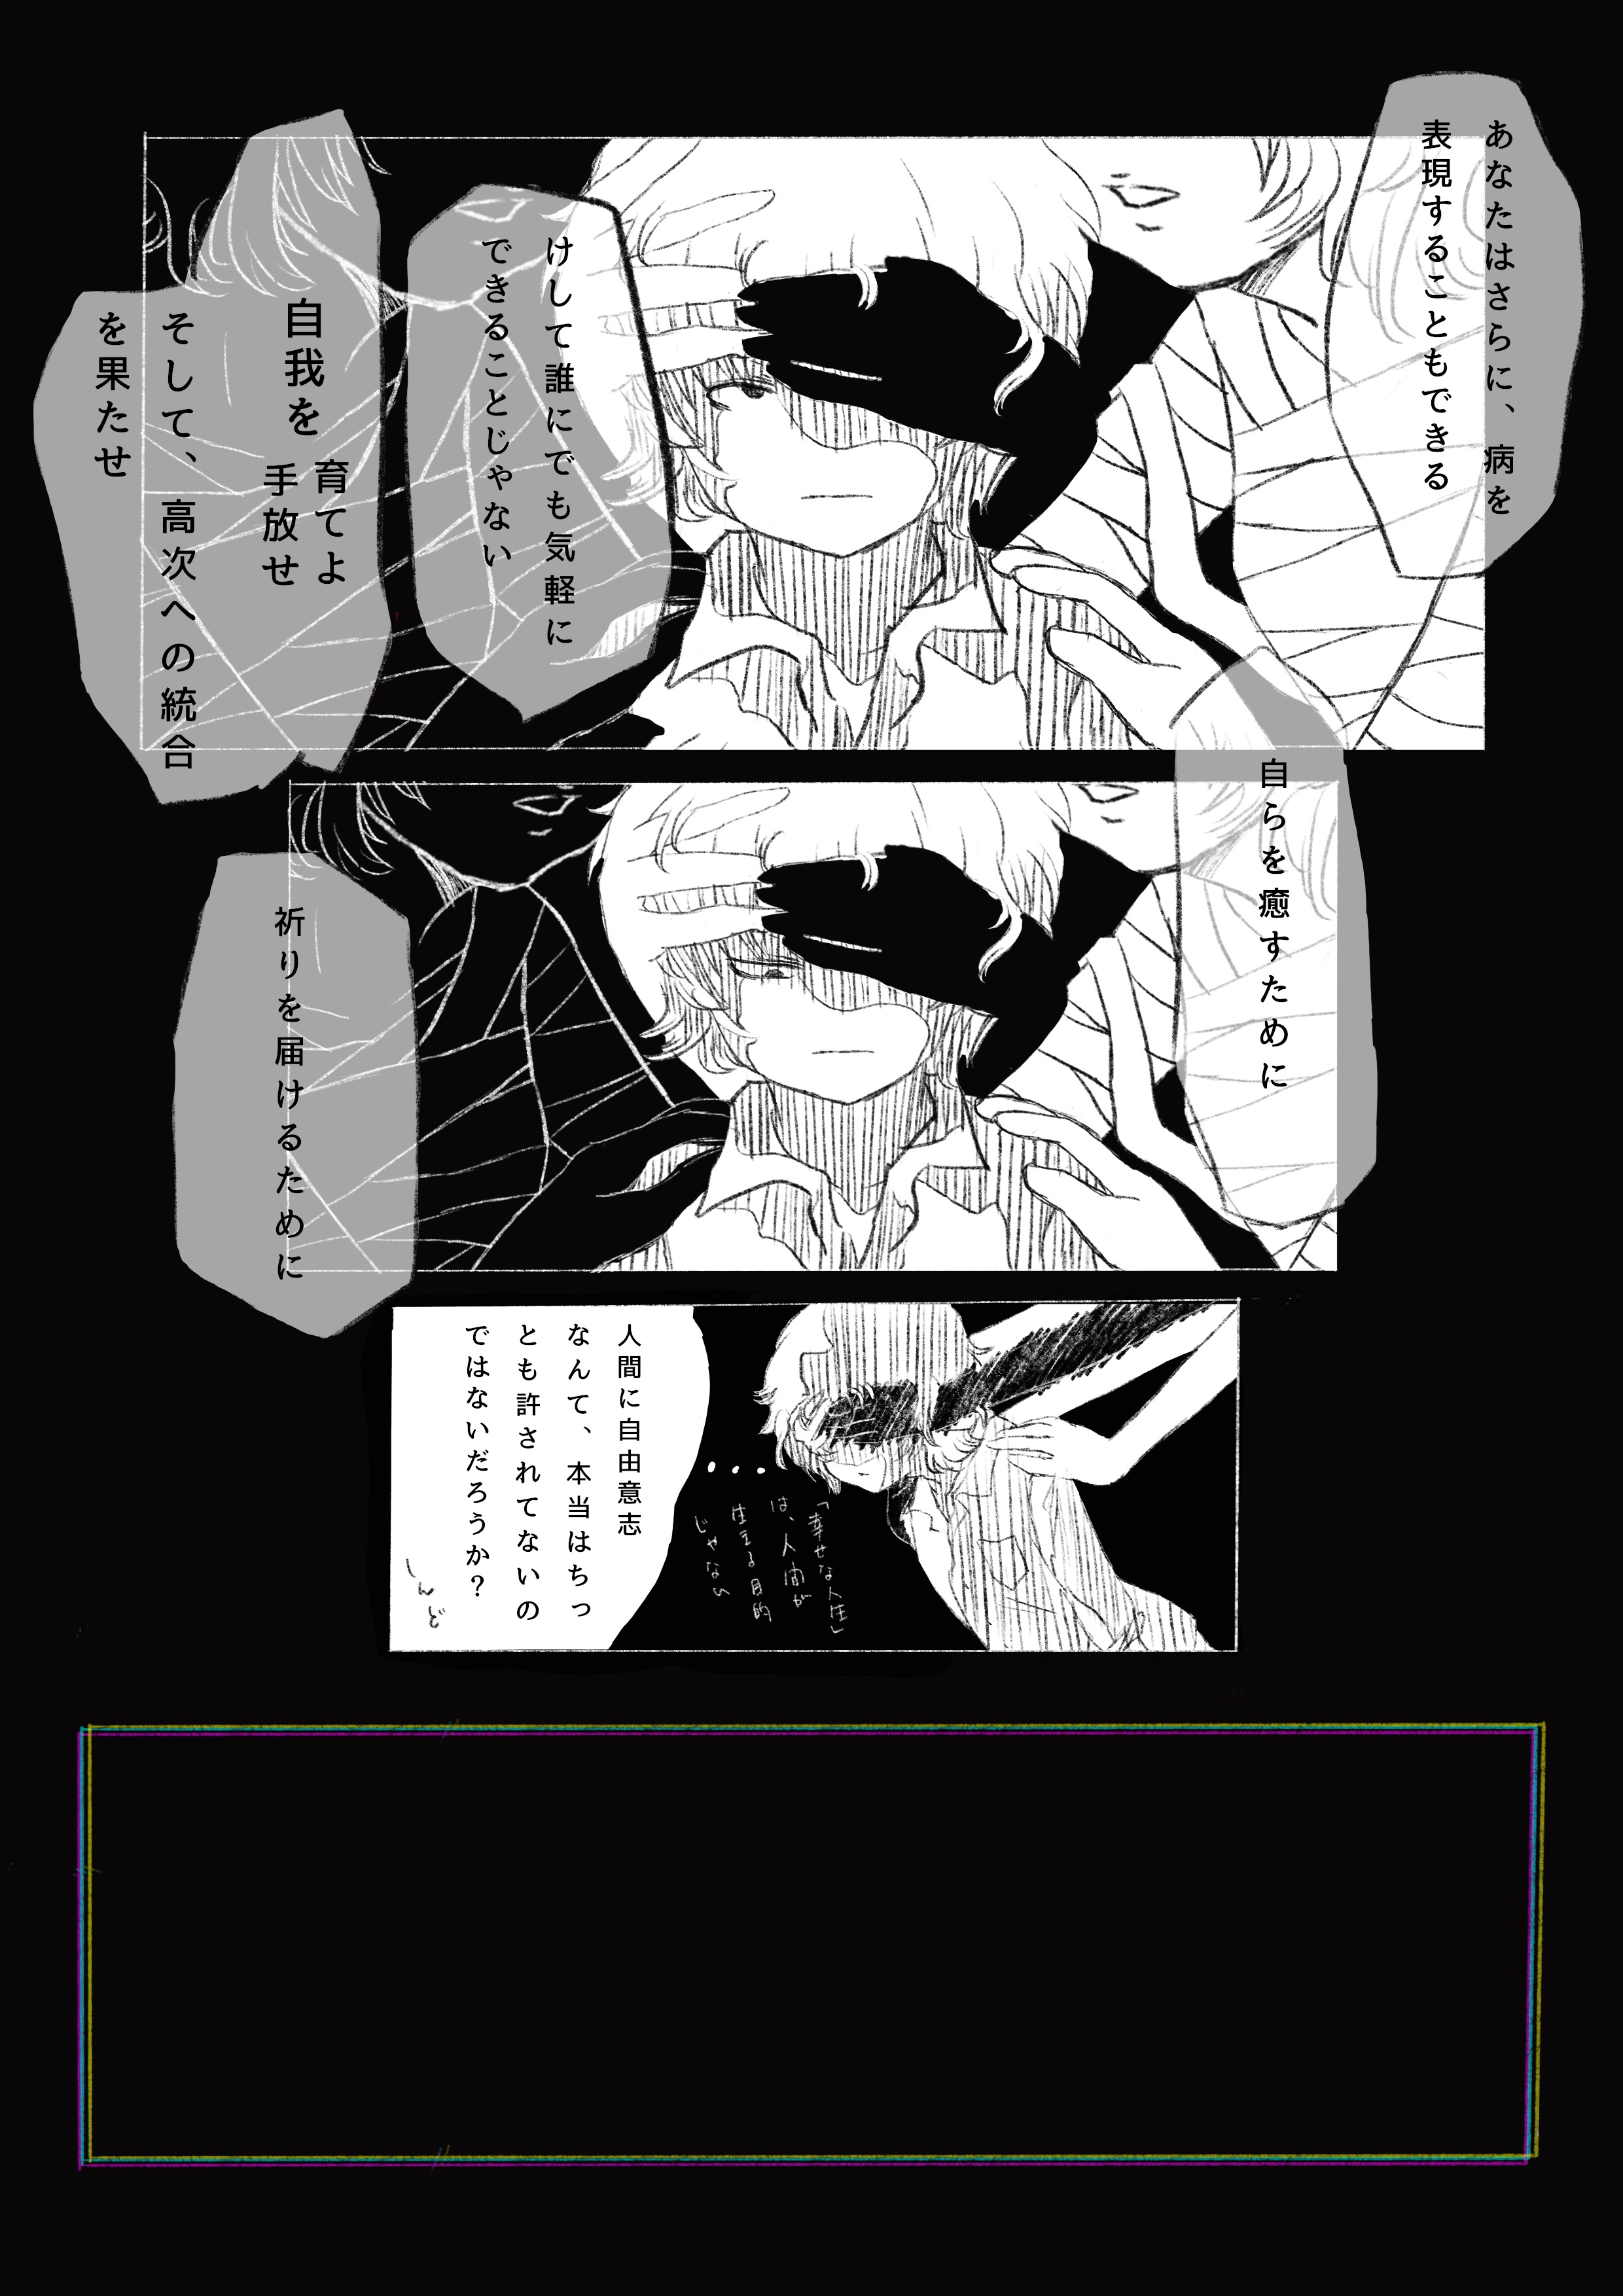 あなたはさらに、病を
表現することもできる
けして誰にでも気軽に
できることじゃない
自我を
育てよ
手放せ
そして、高次への統合
を果たせ
自らを癒すために
祈りを届けるために
人間に自由意志
なんて、本当はちっ
とも許されてないの
ではないだろうか？
しんど
「幸せな人生」
は、人間が
生きる目的
じゃない